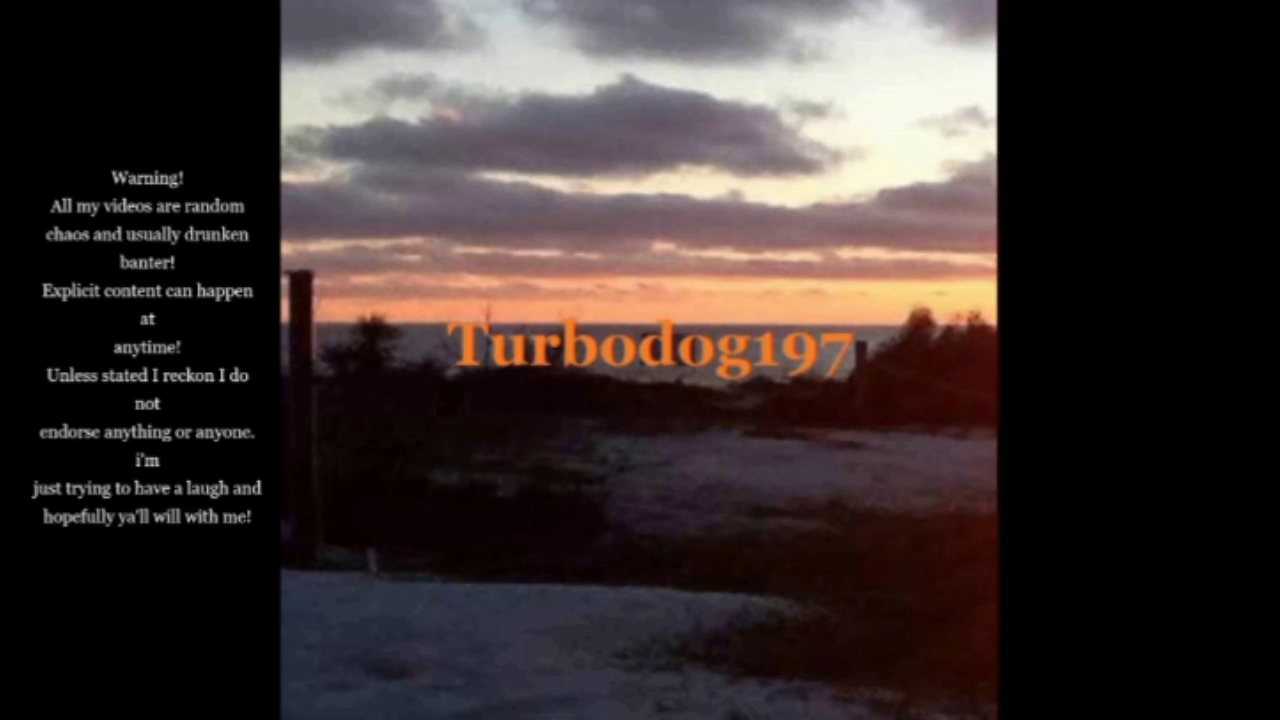 Warning!
All my videos are random
chaos and usually drunken
banter!
Explicit content can happen
at
anytime!
Unless stated I reckon I do
not
endorse anything or anyone.
i'm
just trying to have a laugh and
hopefully ya'll will with me!
Turbodog197